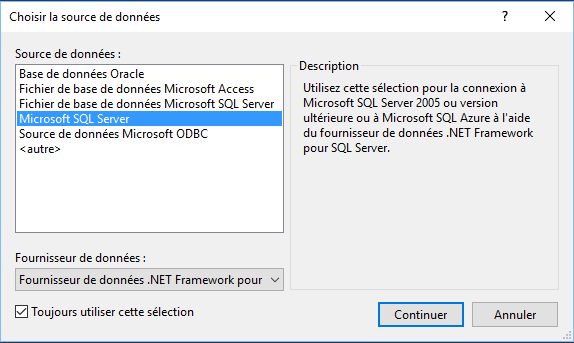 Choisir la source de données
?
Source de données :
Base de données Oracle
Fichier de base de données Microsoft Access
Fichier de base de données Microsoft SQL Server
Microsoft SQL Server
Source de données Microsoft ODBC
<autre>
Description
Utilisez cette sélection pour la connexion à
Microsoft SQL Server 2005 ou version
ultérieure ou à Microsoft SQL Azure à l'aide
du fournisseur de données .NET Framework
pour SQL Server.
Fournisseur de données :
Fournisseur de données .NET Framework pour
Toujours utiliser cette sélection
Continuer
Annuler